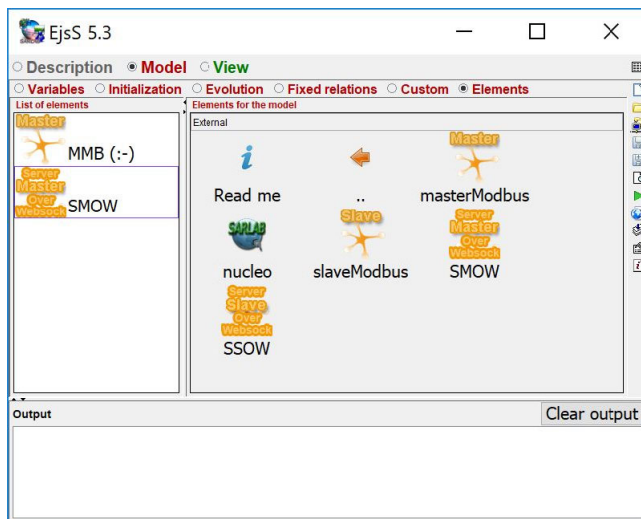 EjsS 5.3
Description Model View
Variables Initialization Evolution Fixed relations Custom Elements
List of elements
Master
MMB (:-)
Server
Master
Over
Websock
SMOW
Elements for the model
External
i
Read me
..
Master
masterModbus
SARLAB
nucleo
Slave
slaveModbus
Server
Master
Over
Websock
SMOW
Server
Slave
Over
Websock
SSOW
Output
Clear output